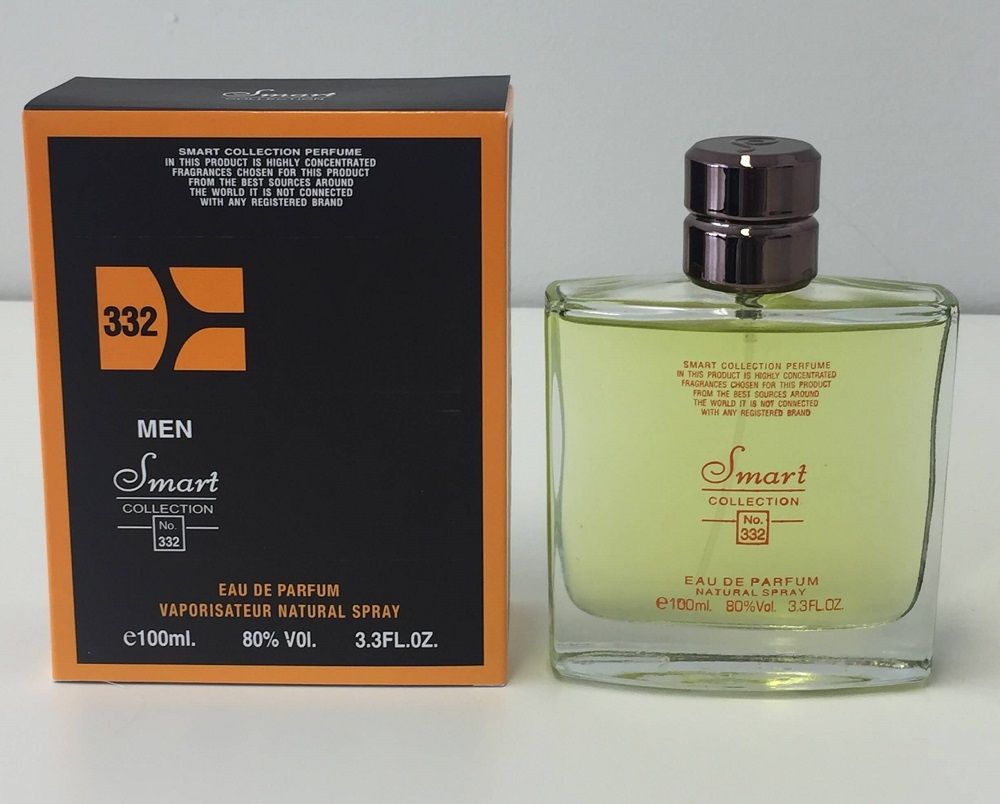 Smart
COLLECTION
SMART COLLECTION PERFUME
IN THIS PRODUCT IS HIGHLY CONCENTRATED
FRAGRANCES CHOSEN FOR THIS PRODUCT
FROM THE BEST SOURCES AROUND
THE WORLD IT IS NOT CONNECTED
WITH ANY REGISTERED BRAND
332
MEN
Smart
COLLECTION
No.
332
EAU DE PARFUM
VAPORISATEUR NATURAL SPRAY
℮100ml. 80% VOL. 3.3FL.OZ.
SMART COLLECTION PERFUME
IN THIS PRODUCT IS HIGHLY CONCENTRATED
FRAGRANCES CHOSEN FOR THIS PRODUCT
FROM THE BEST SOURCES AROUND
THE WORLD IT IS NOT CONNECTED
WITH ANY REGISTERED BRAND
Smart
COLLECTION
No.
332
EAU DE PARFUM
NATURAL SPRAY
℮100ml. 80%Vol. 3.3FL.OZ.